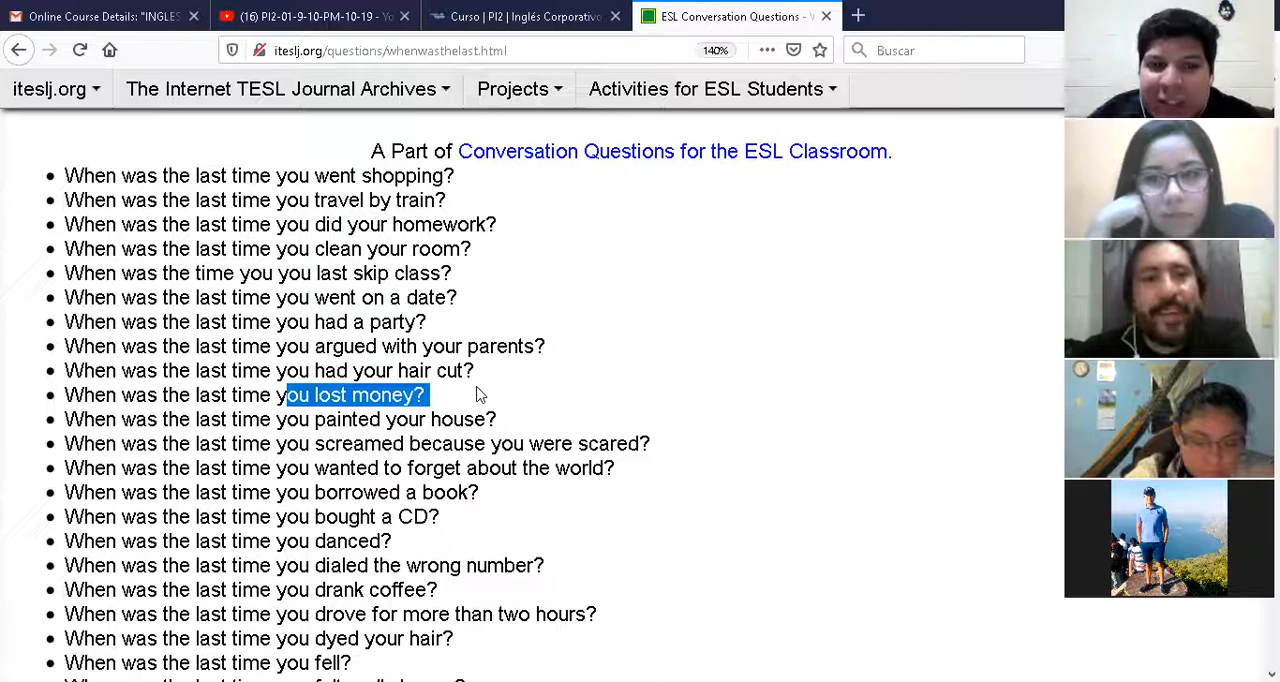 Online Course Details: "INGLES
(16) PI2-01-9-10-PM-10-19 - Yo
Curso | PI2 | Inglés Corporativo
ESL Conversation Questions - W
iteslj.org/questions/whenwasthelast.html
140%
Buscar
iteslj.org
The Internet TESL Journal Archives
Projects
Activities for ESL Students
A Part of Conversation Questions for the ESL Classroom.
When was the last time you went shopping?
When was the last time you travel by train?
When was the last time you did your homework?
When was the last time you clean your room?
When was the time you you last skip class?
When was the last time you went on a date?
When was the last time you had a party?
When was the last time you argued with your parents?
When was the last time you had your hair cut?
When was the last time you lost money?
When was the last time you painted your house?
When was the last time you screamed because you were scared?
When was the last time you wanted to forget about the world?
When was the last time you borrowed a book?
When was the last time you bought a CD?
When was the last time you danced?
When was the last time you dialed the wrong number?
When was the last time you drank coffee?
When was the last time you drove for more than two hours?
When was the last time you dyed your hair?
When was the last time you fell?